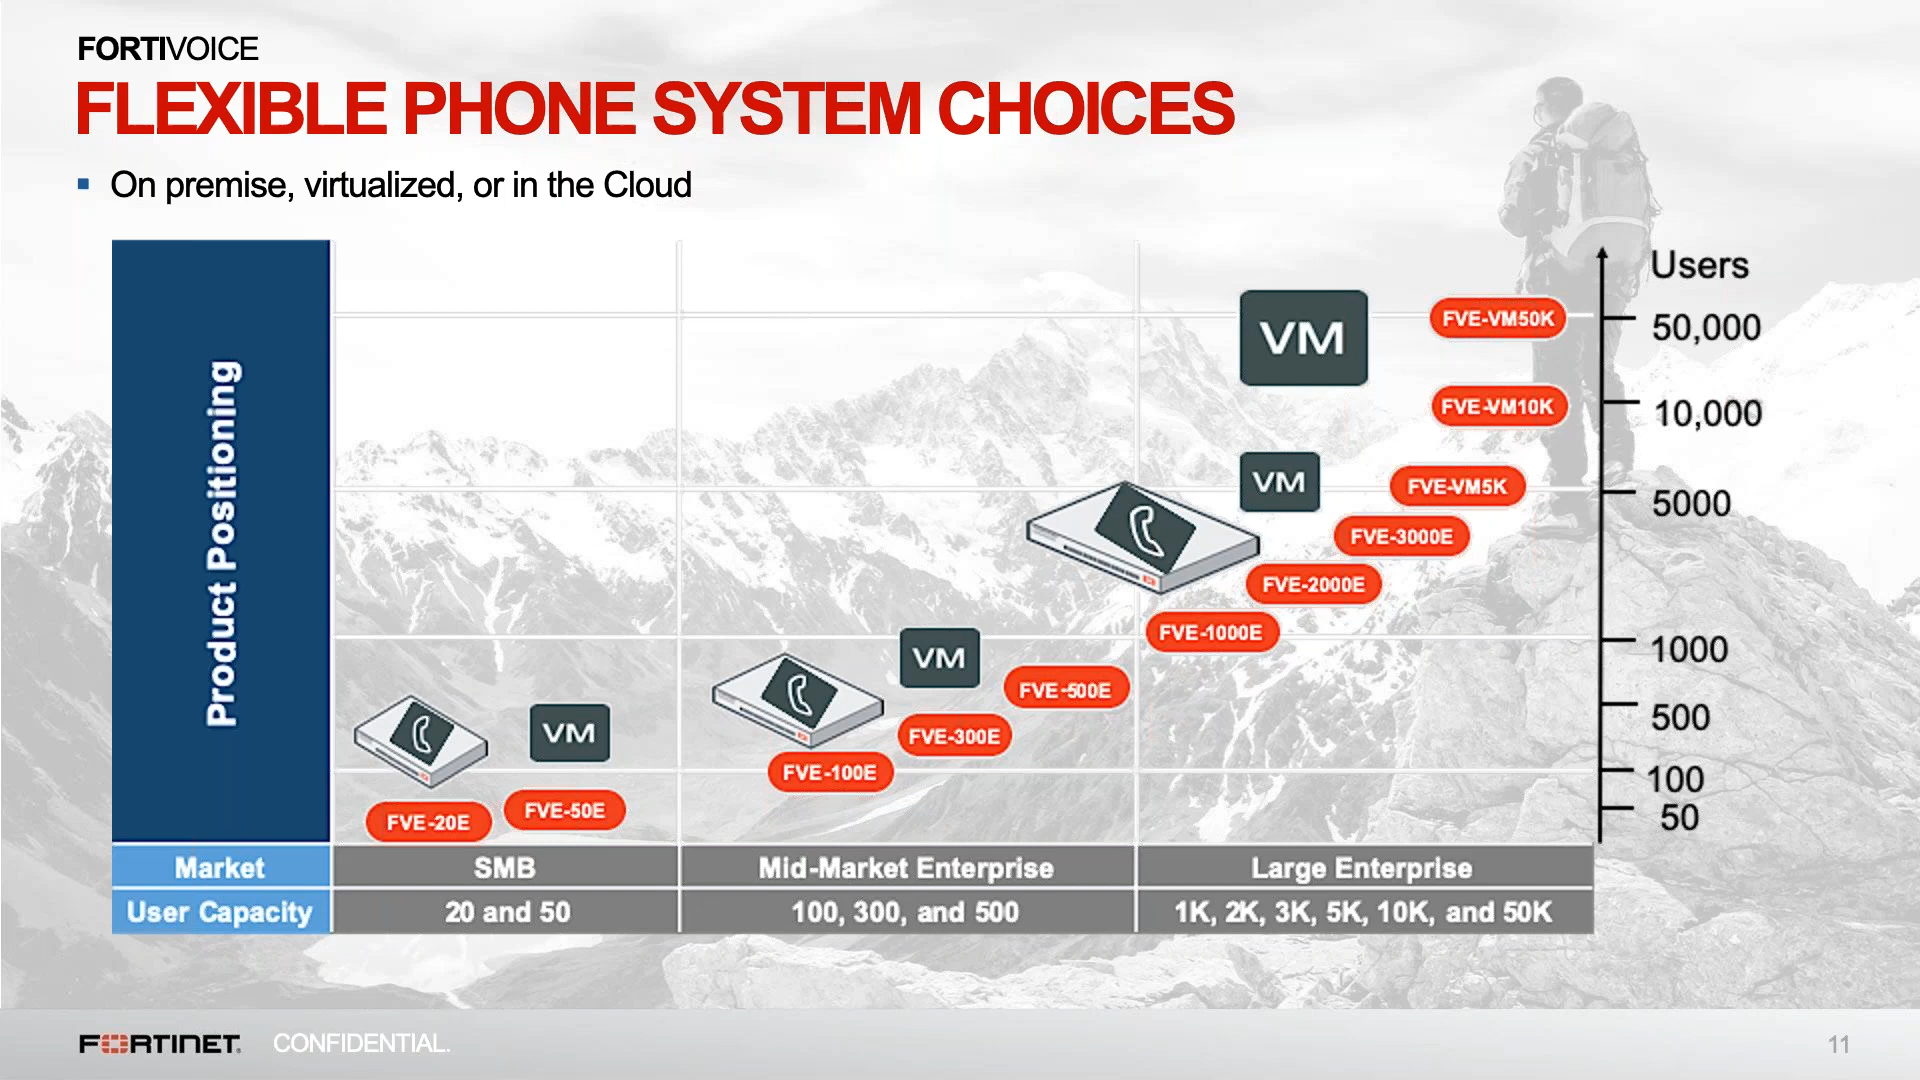 FORTIVOICE
FLEXIBLE PHONE SYSTEM CHOICES
▪ On premise, virtualized, or in the Cloud
Product Positioning
Users
VM
FVE-VM50K
50,000
FVE-VM10K
10,000
VM
FVE-VM5K
5000
FVE-3000E
FVE-2000E
FVE-1000E
1000
VM
FVE-500E
500
FVE-300E
VM
FVE-100E
100
FVE-20E
FVE-50E
50
Market SMB Mid-Market Enterprise Large Enterprise
User Capacity 20 and 50 100, 300, and 500 1K, 2K, 3K, 5K, 10K, and 50K
FORTINET® CONFIDENTIAL. 11